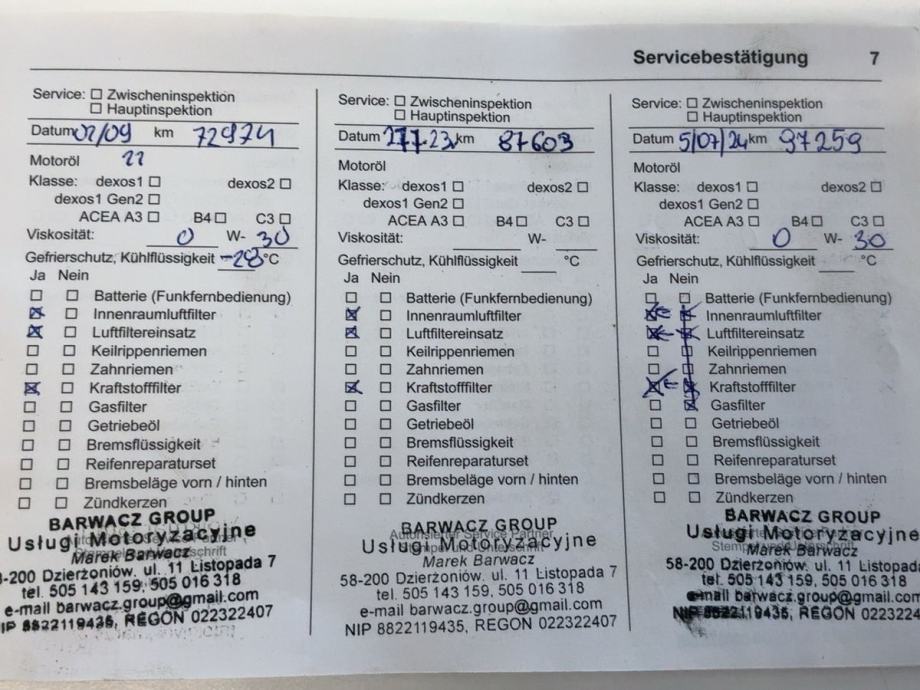 Servicebestätigung 7
Service: Zwischeninspektion
Hauptinspektion
Datum 02/09 km 72974
22
Motoröl
Klasse: dexos1 dexos2
dexos1 Gen2
ACEA A3 B4 C3
Viskosität: 0 W- 30
Gefrierschutz, Kühlflüssigkeit -28 °C
Ja Nein
Batterie (Funkfernbedienung)
Innenraumluftfilter
Luftfiltereinsatz
Keilrippenriemen
Zahnriemen
Kraftstofffilter
Gasfilter
Getriebeöl
Bremsflüssigkeit
Reifenreparaturset
Bremsbeläge vorn / hinten
Zündkerzen
BARWACZ GROUP
Usługi Motoryzacyjne
Marek Barwacz
58-200 Dzierżoniów. ul. 11 Listopada 7
tel. 505 143 159, 505 016 318
e-mail barwacz.group@gmail.com
NIP 8822119435, REGON 022322407
Service: Zwischeninspektion
Hauptinspektion
Datum km 87603
Motoröl
Klasse: dexos1 dexos2
dexos1 Gen2
ACEA A3 B4 C3
Viskosität: W-
Gefrierschutz, Kühlflüssigkeit °C
Ja Nein
Batterie (Funkfernbedienung)
Innenraumluftfilter
Luftfiltereinsatz
Keilrippenriemen
Zahnriemen
Kraftstofffilter
Gasfilter
Getriebeöl
Bremsflüssigkeit
Reifenreparaturset
Bremsbeläge vorn / hinten
Zündkerzen
BARWACZ GROUP
Autorisierter Service Partner
Usługi Motoryzacyjne
Marek Barwacz
58-200 Dzierżoniów. ul. 11 Listopada 7
tel. 505 143 159, 505 016 318
e-mail barwacz.group@gmail.com
NIP 8822119435, REGON 022322407
Service: Zwischeninspektion
Hauptinspektion
Datum 5/07/24 km 97259
Motoröl
Klasse: dexos1 dexos2
dexos1 Gen2
ACEA A3 B4 C3
Viskosität: 0 W- 30
Gefrierschutz, Kühlflüssigkeit °C
Ja Nein
Batterie (Funkfernbedienung)
Innenraumluftfilter
Luftfiltereinsatz
Keilrippenriemen
Zahnriemen
Kraftstofffilter
Gasfilter
Getriebeöl
Bremsflüssigkeit
Reifenreparaturset
Bremsbeläge vorn / hinten
Zündkerzen
BARWACZ GROUP
Usługi Motoryzacyjne
Marek Barwacz
58-200 Dzierżoniów. ul. 11 Listopada 7
tel. 505 143 159, 505 016 318
e-mail barwacz.group@gmail.com
NIP 8822119435, REGON 0223224